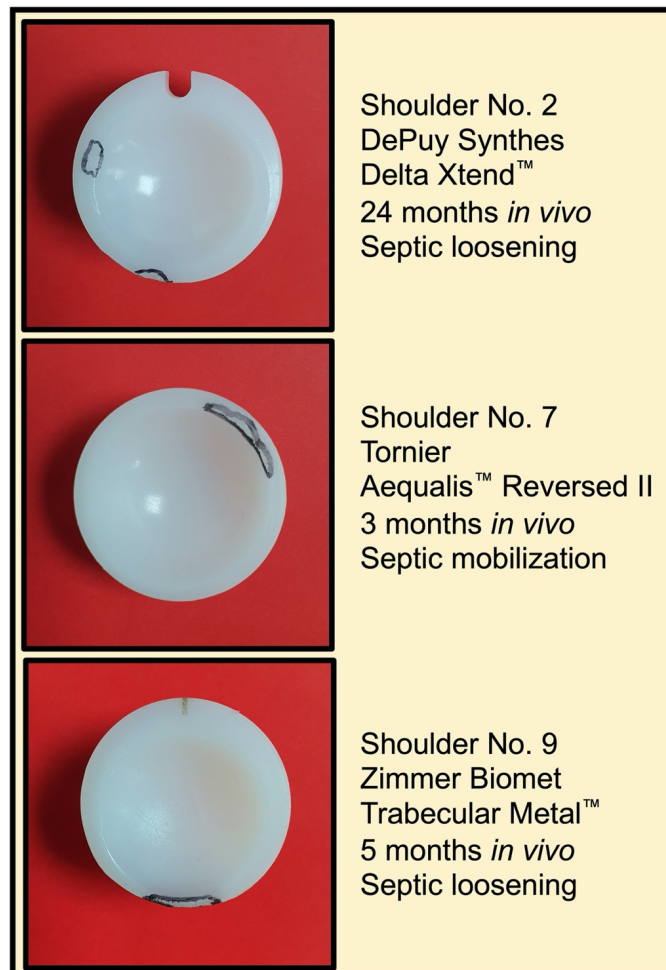 Shoulder No. 2
DePuy Synthes
Delta Xtend™
24 months in vivo
Septic loosening
Shoulder No. 7
Tornier
Aequalis™ Reversed II
3 months in vivo
Septic mobilization
Shoulder No. 9
Zimmer Biomet
Trabecular Metal™
5 months in vivo
Septic loosening